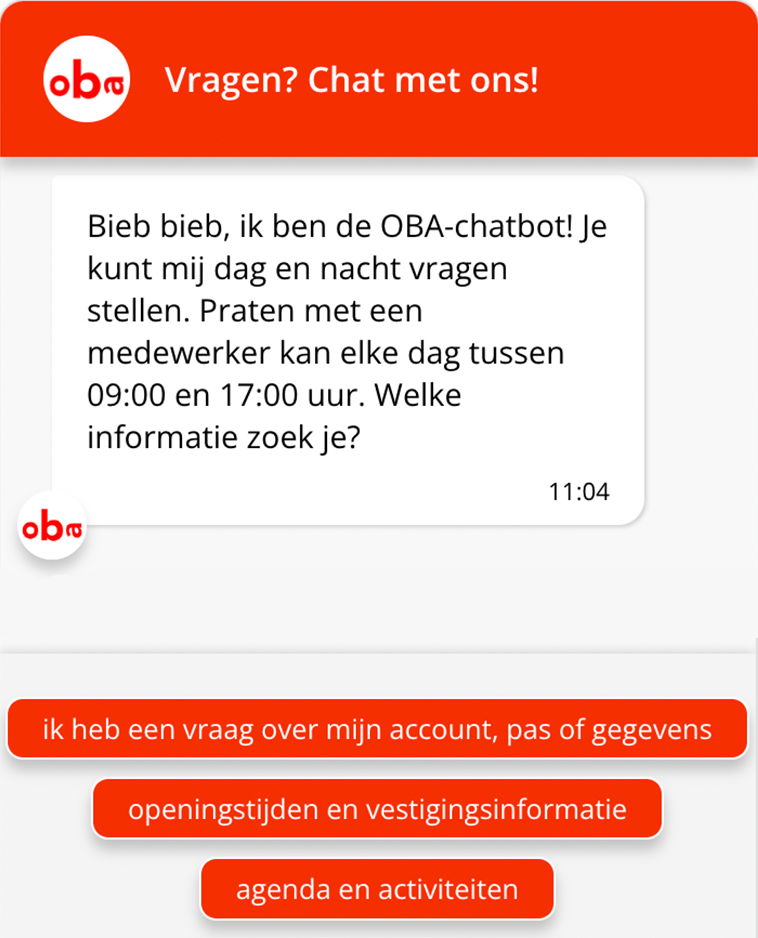 oba
Vragen? Chat met ons!
Bieb bieb, ik ben de OBA-chatbot! Je
kunt mij dag en nacht vragen
stellen. Praten met een
medewerker kan elke dag tussen
09:00 en 17:00 uur. Welke
informatie zoek je?
11:04
oba
ik heb een vraag over mijn account, pas of gegevens
openingstijden en vestigingsinformatie
agenda en activiteiten